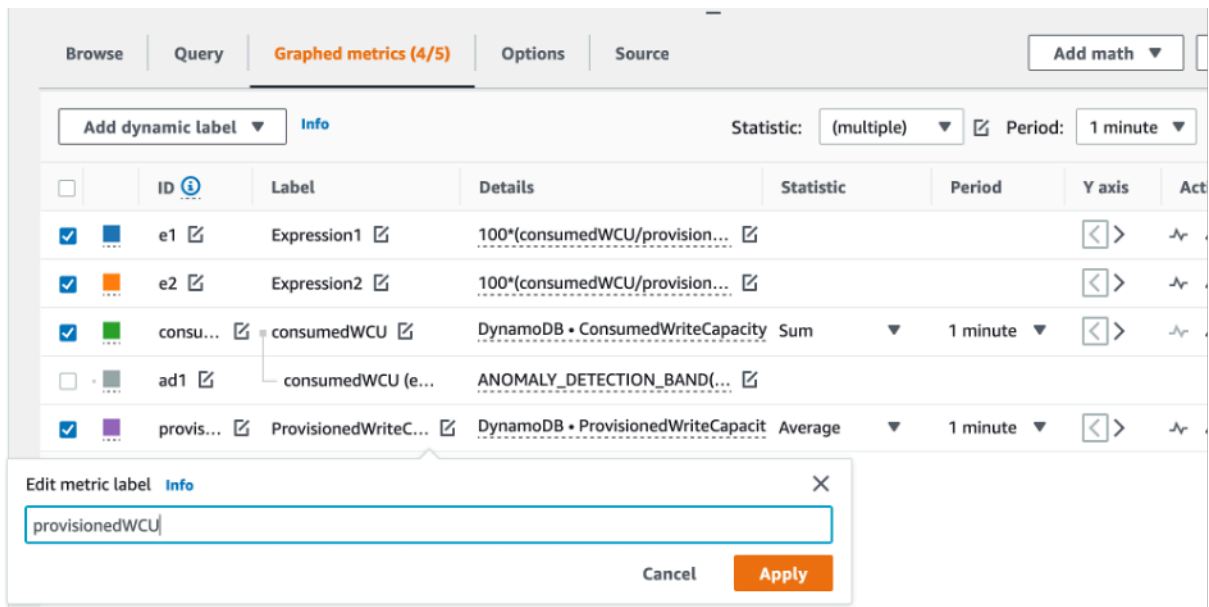 Browse Query Graphed metrics (4/5) Options Source Add math
Add dynamic label Info Statistic: (multiple) Period: 1 minute
ID Label Details Statistic Period Y axis Acti
e1 Expression1 100*(consumedWCU/provision...
e2 Expression2 100*(consumedWCU/provision...
consu... consumedWCU DynamoDB • ConsumedWriteCapacity Sum 1 minute
ad1 consumedWCU (e... ANOMALY_DETECTION_BAND(...
provis... ProvisionedWriteC... DynamoDB • ProvisionedWriteCapacit Average 1 minute
Edit metric label Info
provisionedWCU
Cancel Apply